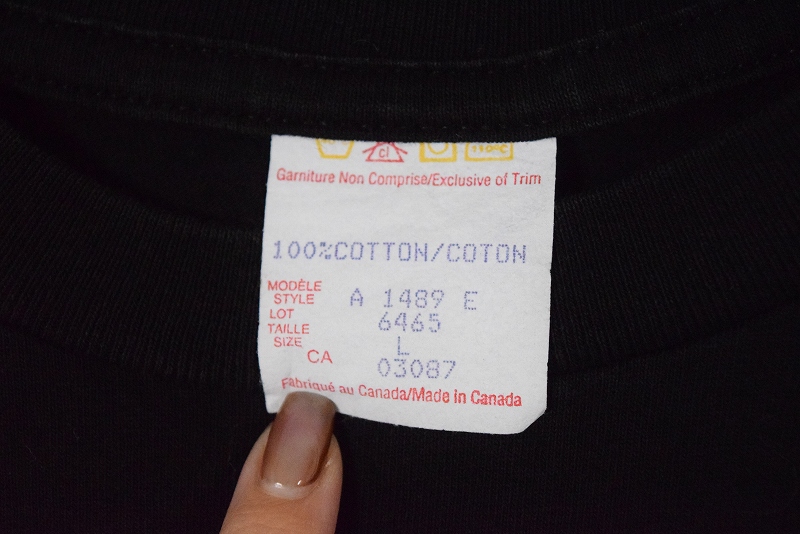 cl
Garniture Non Comprise/Exclusive of Trim
100%COTTON/COTON
MODÈLE
STYLE A 1489 E
LOT 6465
TAILLE
SIZE L
CA 03087
Fabriqué au Canada/Made in Canada